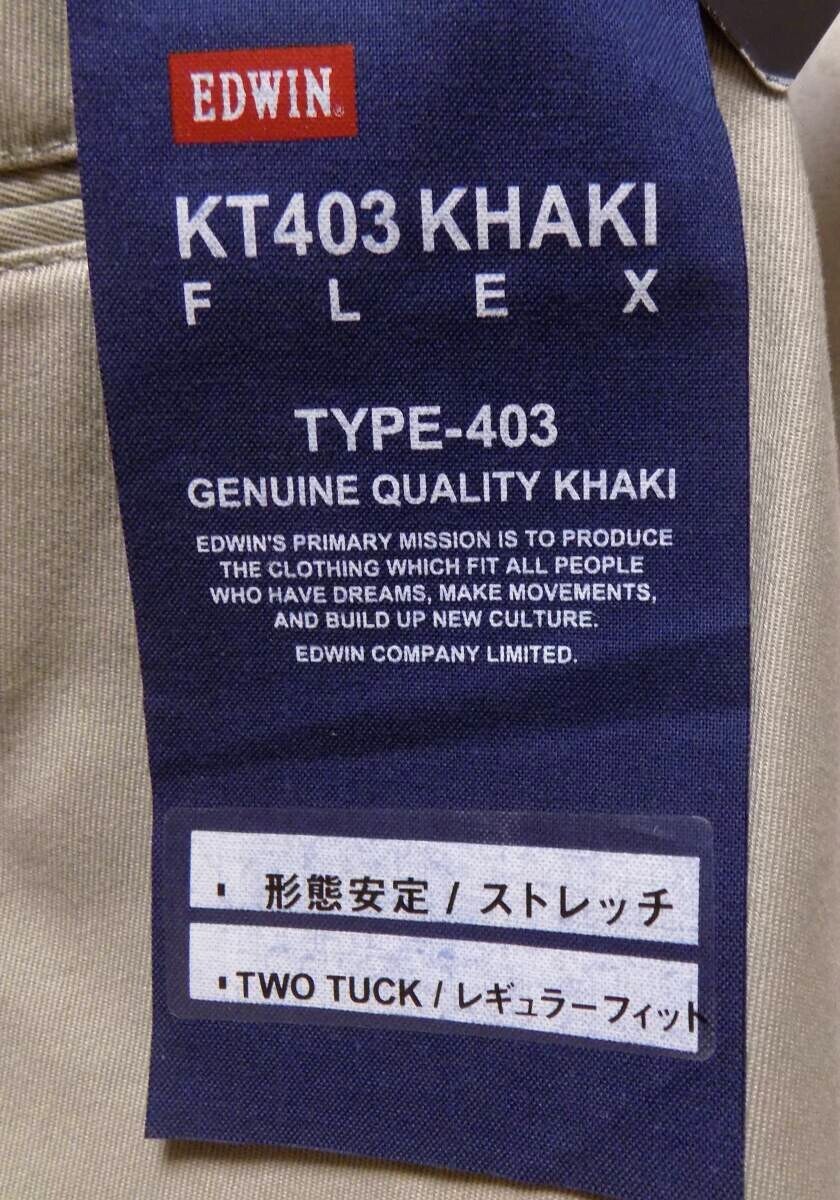 EDWIN®
KT403 KHAKI
FLEX
TYPE-403
GENUINE QUALITY KHAKI
EDWIN'S PRIMARY MISSION IS TO PRODUCE
THE CLOTHING WHICH FIT ALL PEOPLE
WHO HAVE DREAMS, MAKE MOVEMENTS,
AND BUILD UP NEW CULTURE.
EDWIN COMPANY LIMITED.
・ 形態安定 / ストレッチ
・TWO TUCK / レギュラーフィット